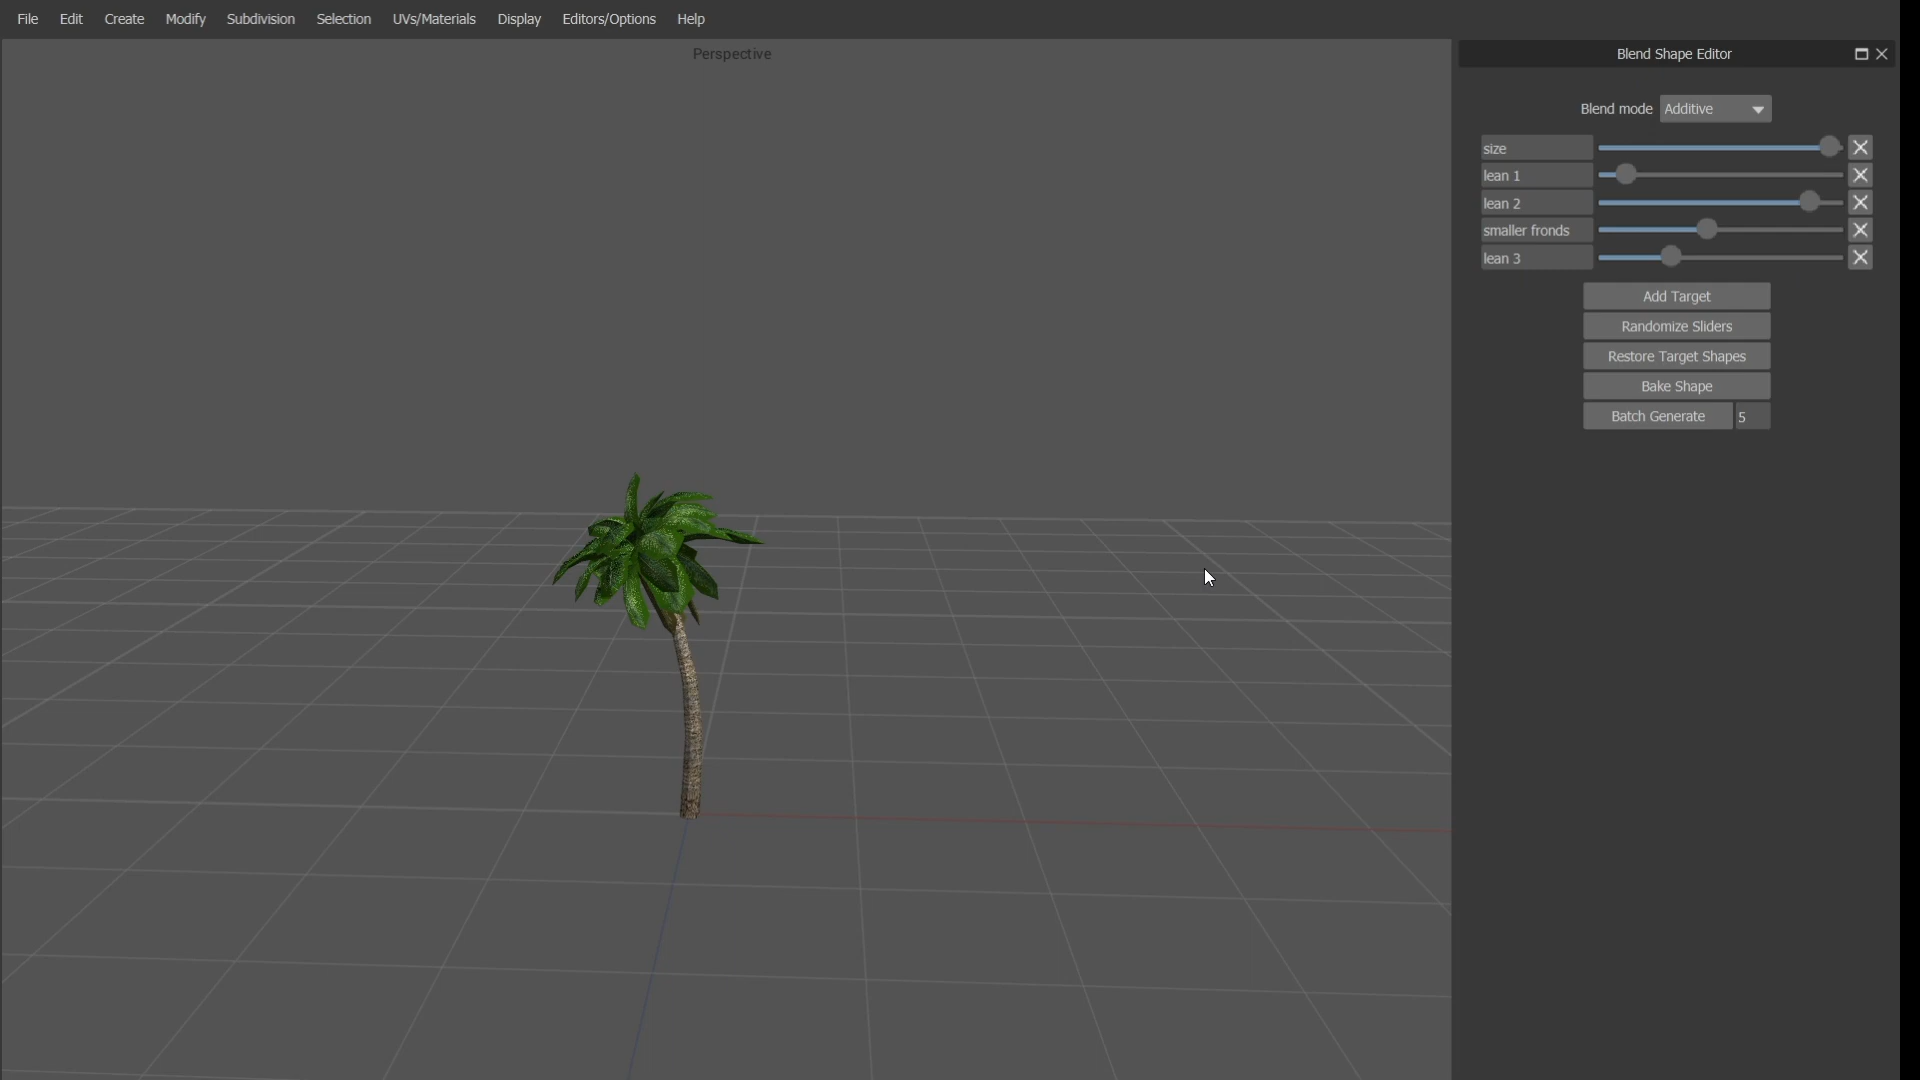 File Edit Create Modify Subdivision Selection UVs/Materials Display Editors/Options Help
Perspective
Blend Shape Editor
Blend mode Additive
size
lean 1
lean 2
smaller fronds
lean 3
Add Target
Randomize Sliders
Restore Target Shapes
Bake Shape
Batch Generate 5